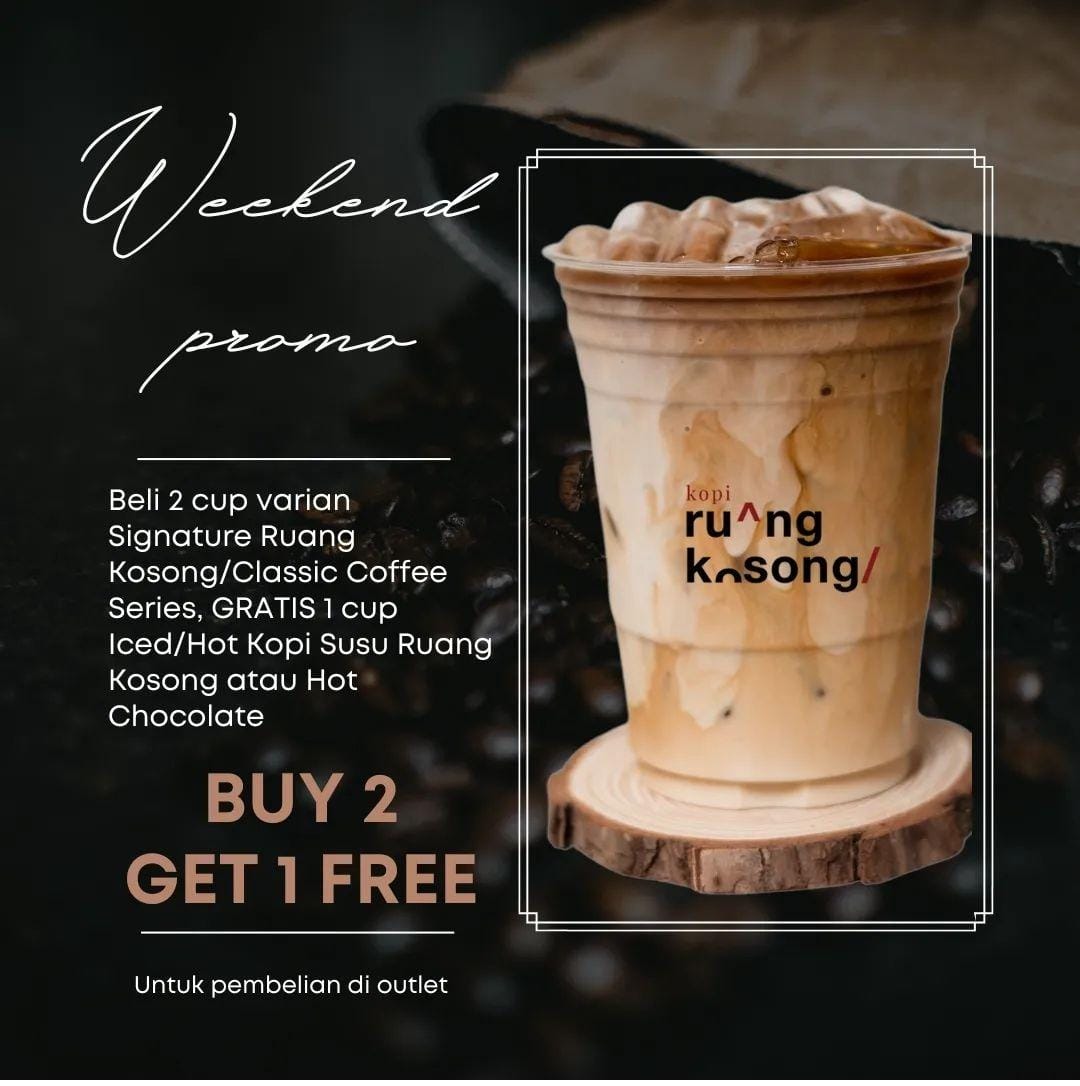 Weekend
promo
Beli 2 cup varian
Signature Ruang
Kosong/Classic Coffee
Series, GRATIS 1 cup
Iced/Hot Kopi Susu Ruang
Kosong atau Hot
Chocolate
BUY 2
GET 1 FREE
Untuk pembelian di outlet
kopi
ru^ng
kosong/